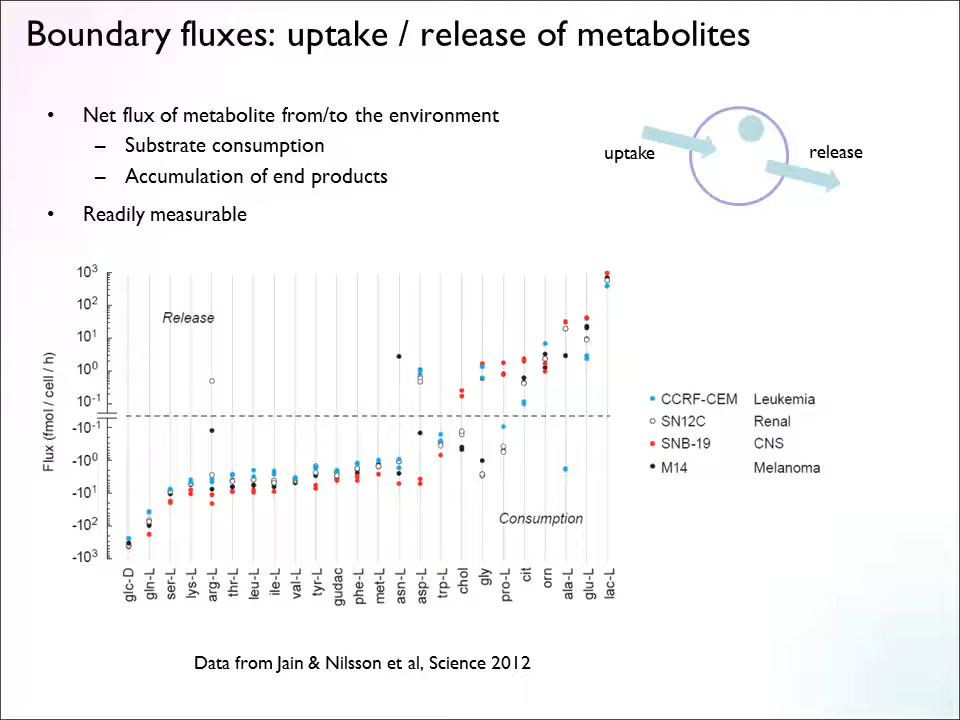 Boundary fluxes: uptake / release of metabolites
• Net flux of metabolite from/to the environment
– Substrate consumption
– Accumulation of end products
• Readily measurable
uptake
release
Flux (fmol / cell / h)
10³
10²
10¹
10⁰
10⁻¹
-10⁻¹
-10⁰
-10¹
-10²
-10³
Release
Consumption
glc-D
gln-L
ser-L
lys-L
arg-L
thr-L
leu-L
ile-L
val-L
tyr-L
gudac
phe-L
met-L
asn-L
asp-L
trp-L
chol
gly
pro-L
cit
orn
ala-L
glu-L
lac-L
CCRF-CEM Leukemia
SN12C Renal
SNB-19 CNS
M14 Melanoma
Data from Jain & Nilsson et al, Science 2012